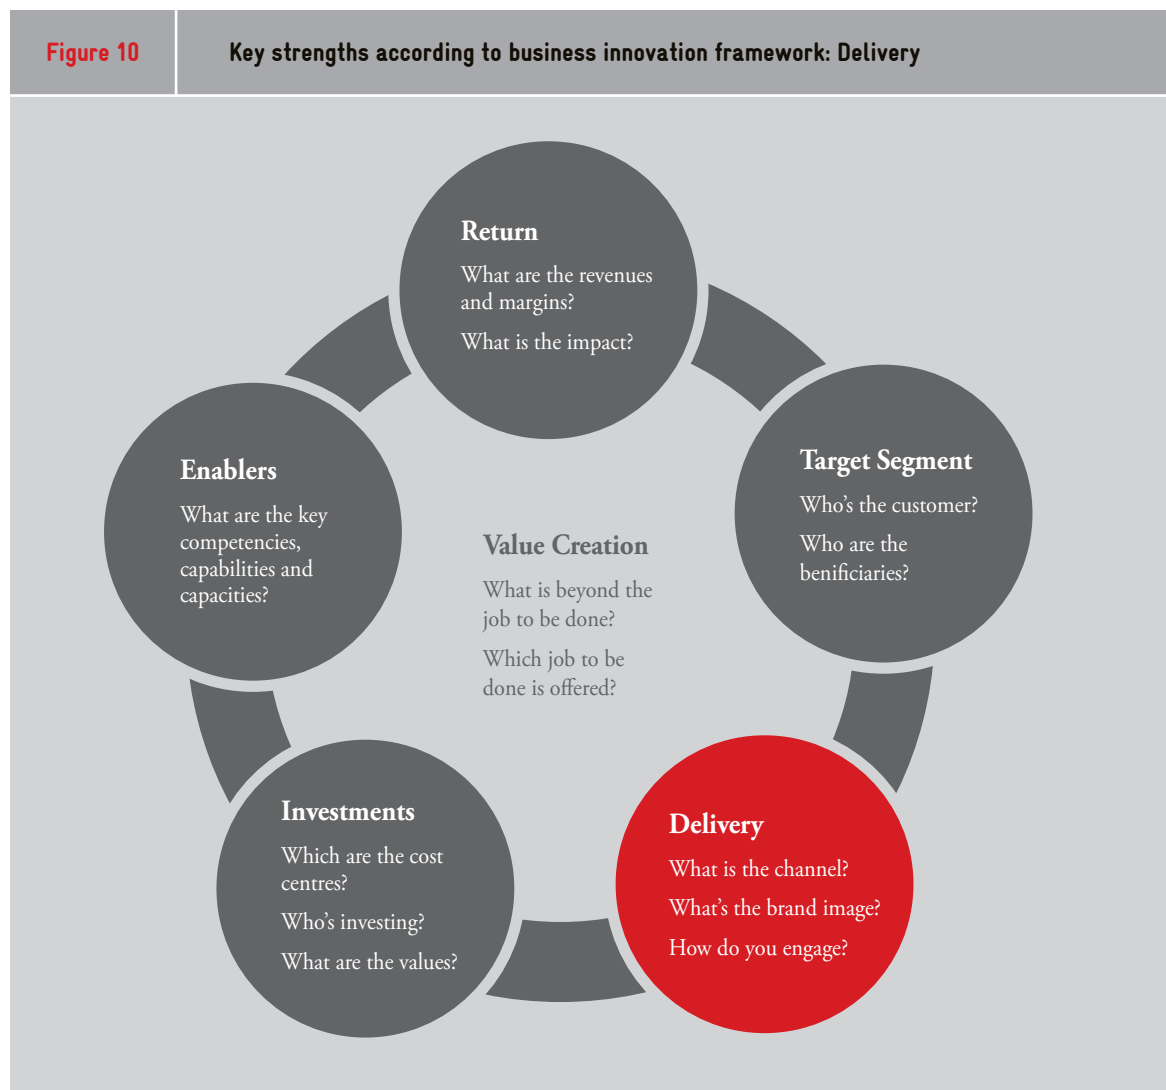 Figure 10
Key strengths according to business innovation framework: Delivery
Return
What are the revenues
and margins?
What is the impact?
Target Segment
Who's the customer?
Who are the
benificiaries?
Delivery
What is the channel?
What's the brand image?
How do you engage?
Investments
Which are the cost
centres?
Who's investing?
What are the values?
Enablers
What are the key
competencies,
capabilities and
capacities?
Value Creation
What is beyond the
job to be done?
Which job to be
done is offered?